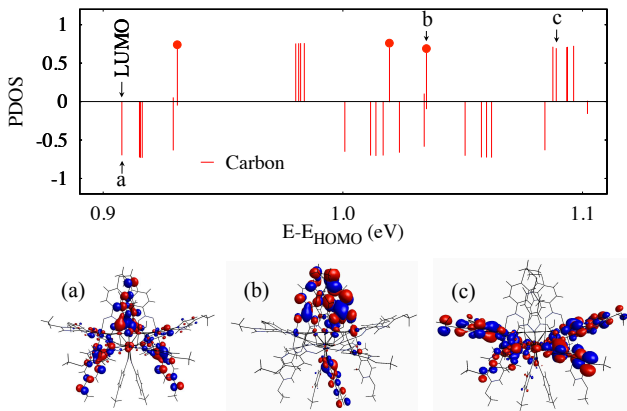 b
c
LUMO
1
0.5
0
-0.5
-1
PDOS
a
Carbon
0.9
1.0
1.1
E-E_HOMO (eV)
(a)
(b)
(c)